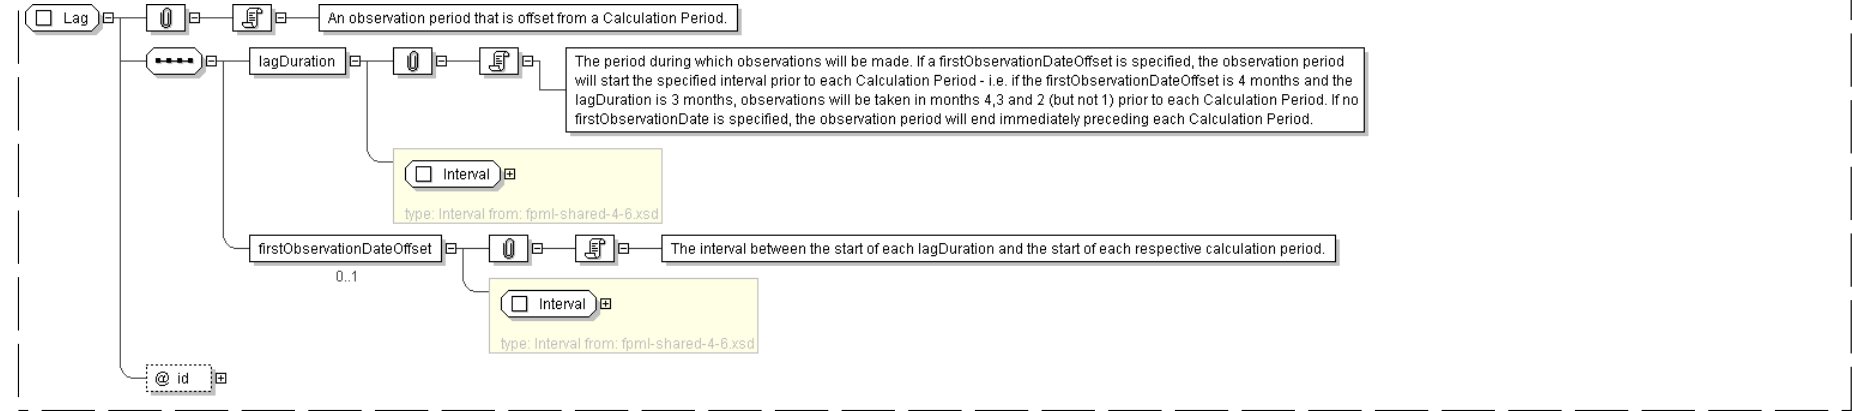 Lag
An observation period that is offset from a Calculation Period.
lagDuration
The period during which observations will be made. If a firstObservationDateOffset is specified, the observation period
will start the specified interval prior to each Calculation Period - i.e. if the firstObservationDateOffset is 4 months and the
lagDuration is 3 months, observations will be taken in months 4,3 and 2 (but not 1) prior to each Calculation Period. If no
firstObservationDate is specified, the observation period will end immediately preceding each Calculation Period.
Interval
type: Interval from: fpml-shared-4-6.xsd
firstObservationDateOffset
The interval between the start of each lagDuration and the start of each respective calculation period.
0..1
Interval
type: Interval from: fpml-shared-4-6.xsd
@ id